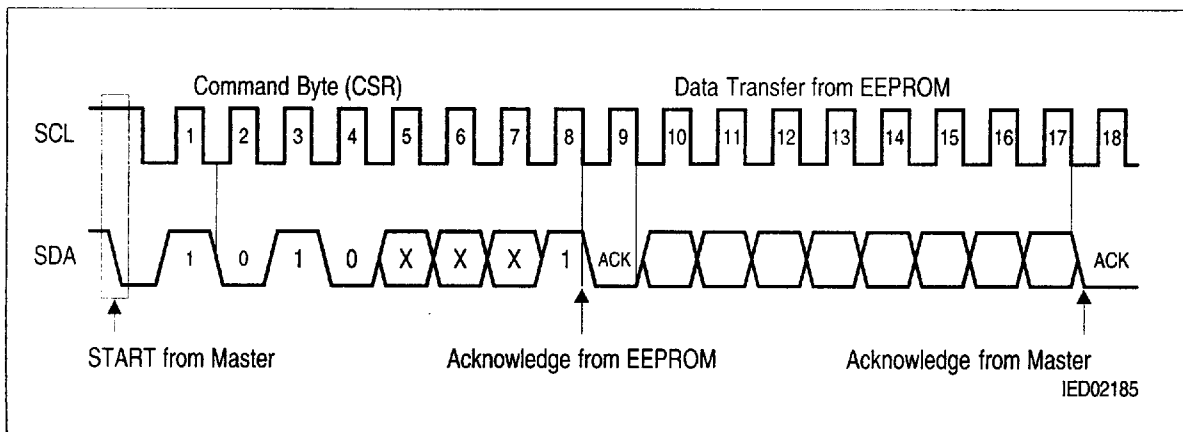 Command Byte (CSR) Data Transfer from EEPROM
SCL 1 2 3 4 5 6 7 8 9 10 11 12 13 14 15 16 17 18
SDA 1 0 1 0 X X X 1 ACK ACK
START from Master Acknowledge from EEPROM Acknowledge from Master
IED02185